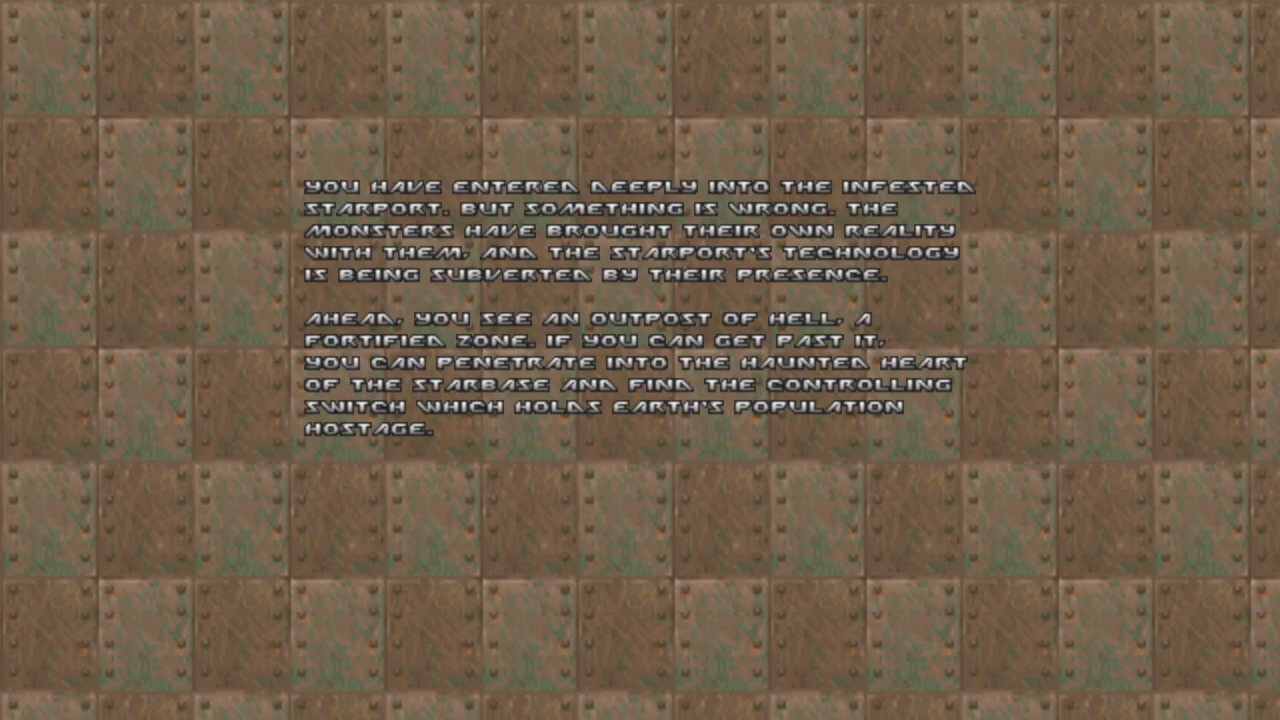 YOU HAVE ENTERED DEEPLY INTO THE INFESTED
STARPORT. BUT SOMETHING IS WRONG. THE
MONSTERS HAVE BROUGHT THEIR OWN REALITY
WITH THEM, AND THE STARPORT'S TECHNOLOGY
IS BEING SUBVERTED BY THEIR PRESENCE.
AHEAD, YOU SEE AN OUTPOST OF HELL, A
FORTIFIED ZONE. IF YOU CAN GET PAST IT,
YOU CAN PENETRATE INTO THE HAUNTED HEART
OF THE STARBASE AND FIND THE CONTROLLING
SWITCH WHICH HOLDS EARTH'S POPULATION
HOSTAGE.